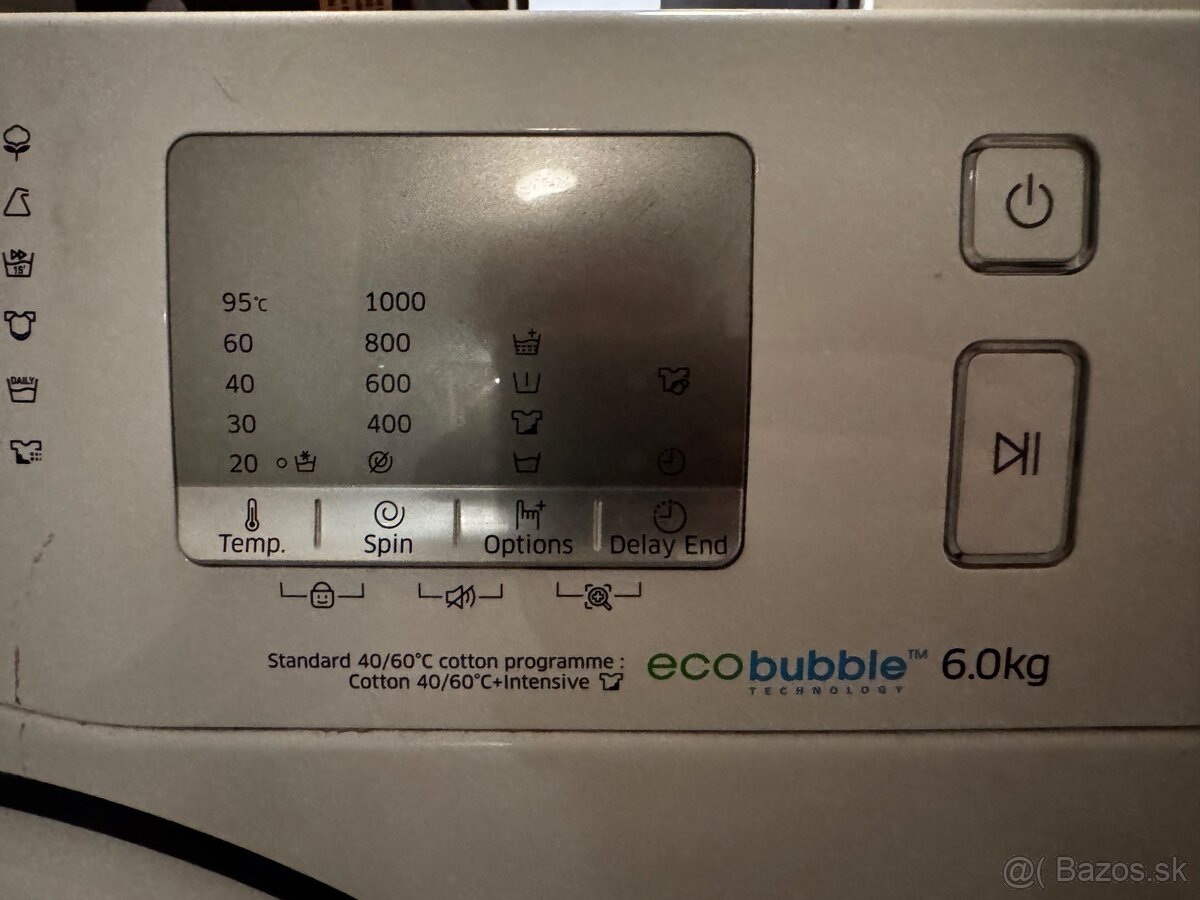 95°C 1000
60 800
40 600
30 400
20
Temp. Spin Options Delay End
15'
DAILY
Standard 40/60°C cotton programme :
Cotton 40/60°C+Intensive
ecobubble™ 6.0kg
TECHNOLOGY
@( Bazos.sk